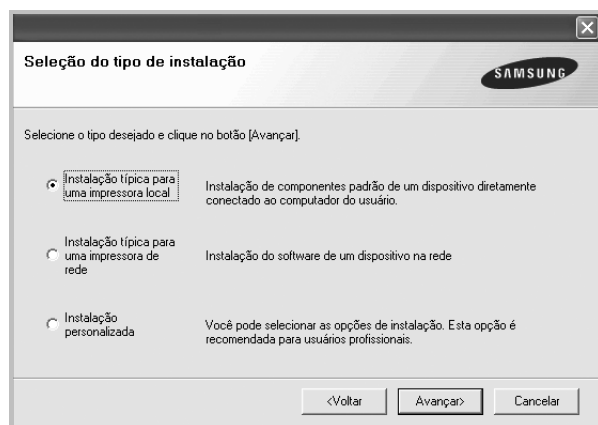 Seleção do tipo de instalação
SAMSUNG
Selecione o tipo desejado e clique no botão [Avançar].
Instalação típica para
uma impressora local
Instalação de componentes padrão de um dispositivo diretamente
conectado ao computador do usuário.
Instalação típica para
uma impressora de
rede
Instalação do software de um dispositivo na rede
Instalação
personalizada
Você pode selecionar as opções de instalação. Esta opção é
recomendada para usuários profissionais.
<Voltar
Avançar>
Cancelar